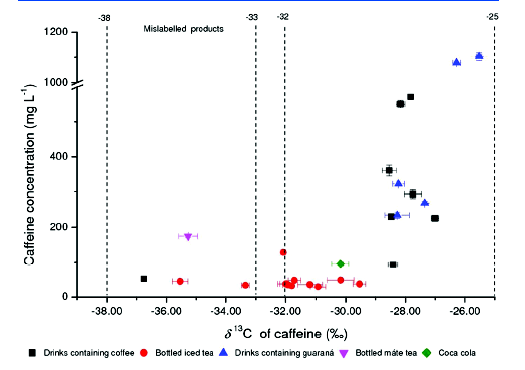 -38 -33 -32 -25
Mislabelled products
1200
1000
400
200
0
Caffeine concentration (mg L⁻¹)
-38.00 -36.00 -34.00 -32.00 -30.00 -28.00 -26.00
δ¹³C of caffeine (‰)
Drinks containing coffee Bottled iced tea Drinks containing guaraná Bottled máte tea Coca cola